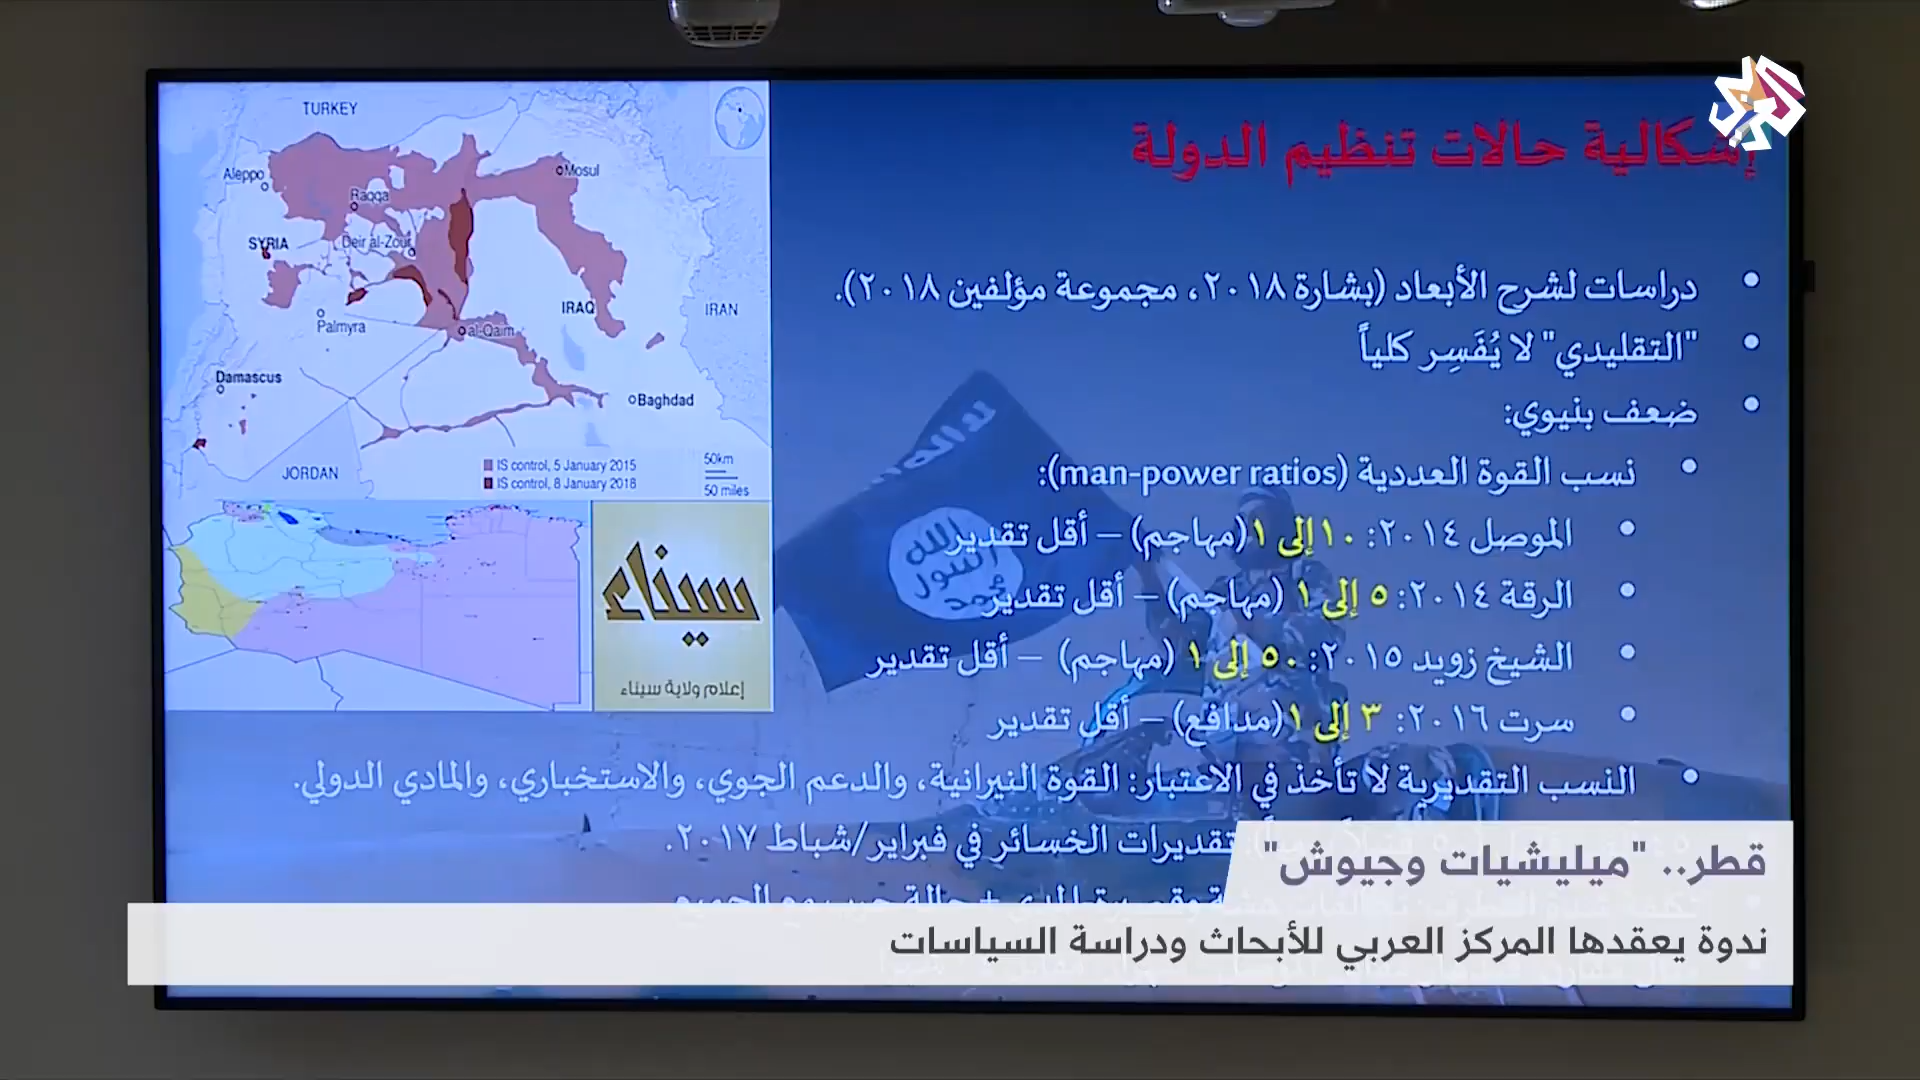 إشكالية حالات تنظيم الدولة
دراسات لشرح الأبعاد (بشارة ٢٠١٨، مجموعة مؤلفين ٢٠١٨).
"التقليدي" لا يُفَسِر كلياً
ضعف بنيوي:
نسب القوة العددية (man-power ratios):
الموصل ٢٠١٤: ١٠ إلى ١ (مهاجم) – أقل تقدير
الرقة ٢٠١٤: ٥ إلى ١ (مهاجم) – أقل تقدير
الشيخ زويد ٢٠١٥: ٥٠ إلى ١ (مهاجم) – أقل تقدير
سرت ٢٠١٦: ٣ إلى ١ (مدافع) – أقل تقدير
النسب التقديرية لا تأخذ في الاعتبار: القوة النيرانية، والدعم الجوي، والاستخباري، والمادي الدولي.
تقديرات الخسائر في فبراير/شباط ٢٠١٧.
TURKEY
Aleppo
Mosul
Raqqa
SYRIA
Deir al-Zour
IRAQ
IRAN
Palmyra
al-Qaim
Damascus
Baghdad
JORDAN
IS control, 5 January 2015
IS control, 8 January 2018
50km
50 miles
سيناء
إعلام ولاية سيناء
الله
رسول
محمد
قطر.. "ميليشيات وجيوش"
ندوة يعقدها المركز العربي للأبحاث ودراسة السياسات